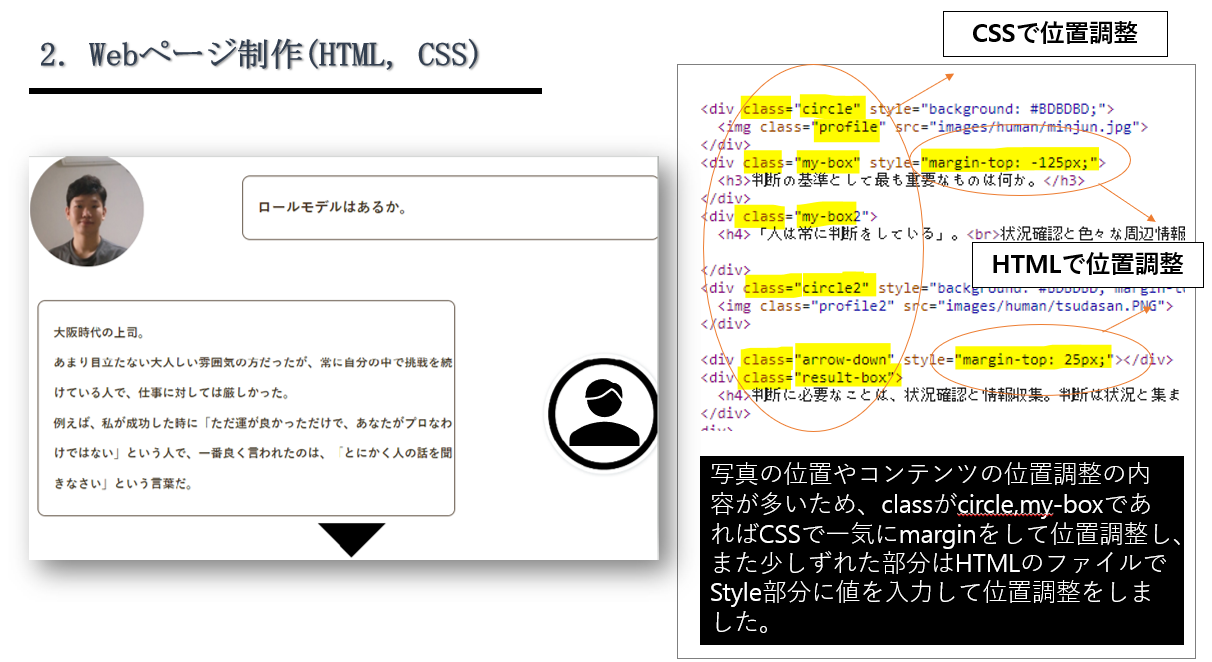 2. Webページ制作(HTML, CSS)
ロールモデルはあるか。
大阪時代の上司。
あまり目立たない大人しい雰囲気の方だったが、常に自分の中で挑戦を続
けている人で、仕事に対しては厳しかった。
例えば、私が成功した時に「ただ運が良かっただけで、あなたがプロなわ
けではない」という人で、一番良く言われたのは、「とにかく人の話を聞
きなさい」という言葉だ。
CSSで位置調整
<div class="circle" style="background: #BDBDBD;">
<img class="profile" src="images/human/minjun.jpg">
</div>
<div class="my-box" style="margin-top: -125px;">
<h3>判断の基準として最も重要なものは何か。</h3>
</div>
<div class="my-box2">
<h4>「人は常に判断をしている」。<br>状況確認と色々な周辺情報
HTMLで位置調整
</div>
<div class="circle2" style="background: #BDBDBD; margin-t
<img class="profile2" src="images/human/tsudasan.PNG">
</div>
<div class="arrow-down" style="margin-top: 25px;"></div>
<div class="result-box">
<h4>判断に必要なことは、状況確認と情報収集。判断は状況と集ま
</div>
div>
写真の位置やコンテンツの位置調整の内
容が多いため、classがcircle,my-boxであ
ればCSSで一気にmarginをして位置調整し、
また少しずれた部分はHTMLのファイルで
Style部分に値を入力して位置調整をしま
した。